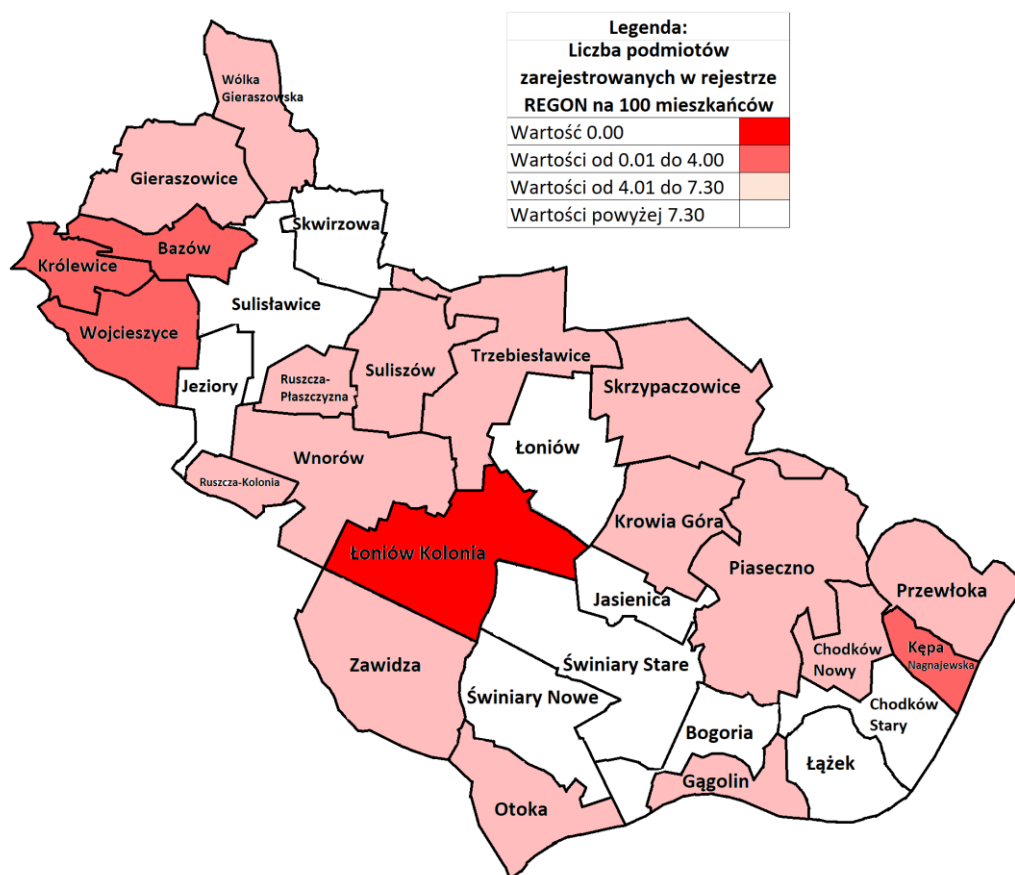 Legenda:
Liczba podmiotów
zarejestrowanych w rejestrze
REGON na 100 mieszkańców
Wartość 0.00
Wartości od 0.01 do 4.00
Wartości od 4.01 do 7.30
Wartości powyżej 7.30
Wólka
Gieraszowska
Gieraszowice
Skwirzowa
Bazów
Królewice
Sulisławice
Wojcieszyce
Jeziory
Ruszcza-
Płaszczyzna
Suliszów
Trzebiesławice
Skrzypaczowice
Łoniów
Wnorów
Ruszcza-Kolonia
Krowia Góra
Łoniów Kolonia
Piaseczno
Przewłoka
Jasienica
Chodków
Nowy
Kępa
Nagnajewska
Zawidza
Świniary Stare
Świniary Nowe
Chodków
Stary
Bogoria
Łążek
Gągolin
Otoka